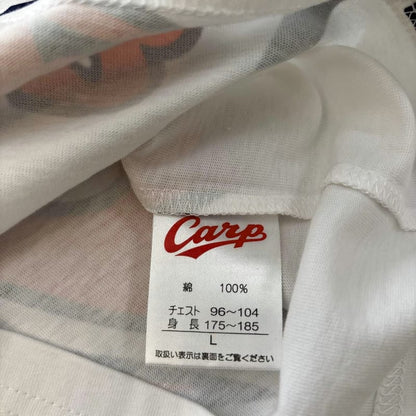 Carp
綿 100%
チェスト 96～104
身長 175～185
L
取扱い表示は裏面をご覧ください